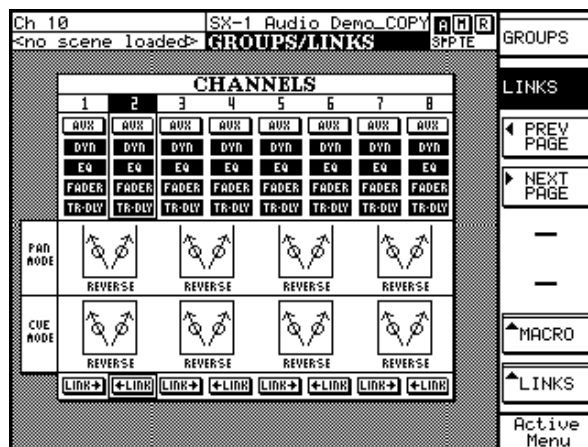 Ch 10 SX-1 Audio Demo_COPY A M R
<no scene loaded> GROUPS/LINKS SMPTE
GROUPS
LINKS
PREV
PAGE
NEXT
PAGE
MACRO
LINKS
Active
Menu
CHANNELS
1 2 3 4 5 6 7 8
AUX AUX AUX AUX AUX AUX AUX AUX
DYN DYN DYN DYN DYN DYN DYN DYN
EQ EQ EQ EQ EQ EQ EQ EQ
FADER FADER FADER FADER FADER FADER FADER FADER
TR-DLY TR-DLY TR-DLY TR-DLY TR-DLY TR-DLY TR-DLY TR-DLY
PAN
MODE
REVERSE REVERSE REVERSE REVERSE
CUE
MODE
REVERSE REVERSE REVERSE REVERSE
LINK→ ←LINK LINK→ ←LINK LINK→ ←LINK LINK→ ←LINK